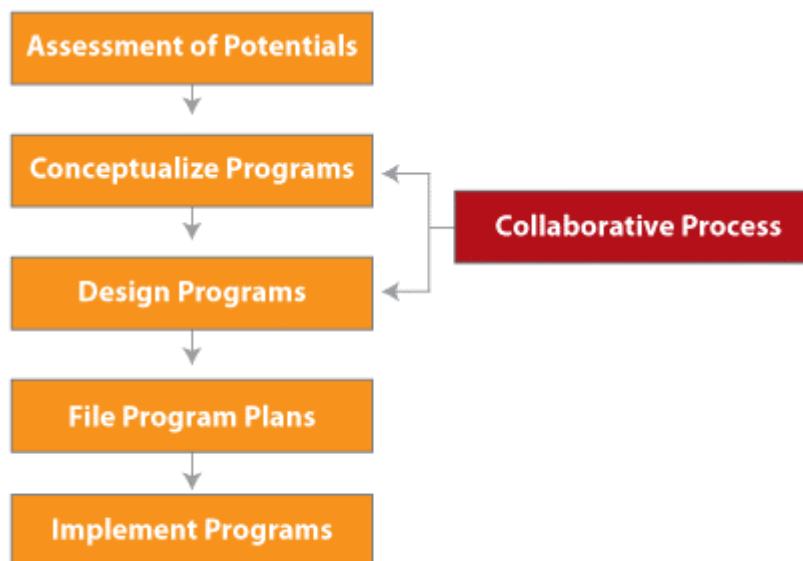 Assessment of Potentials
Conceptualize Programs
Collaborative Process
Design Programs
File Program Plans
Implement Programs